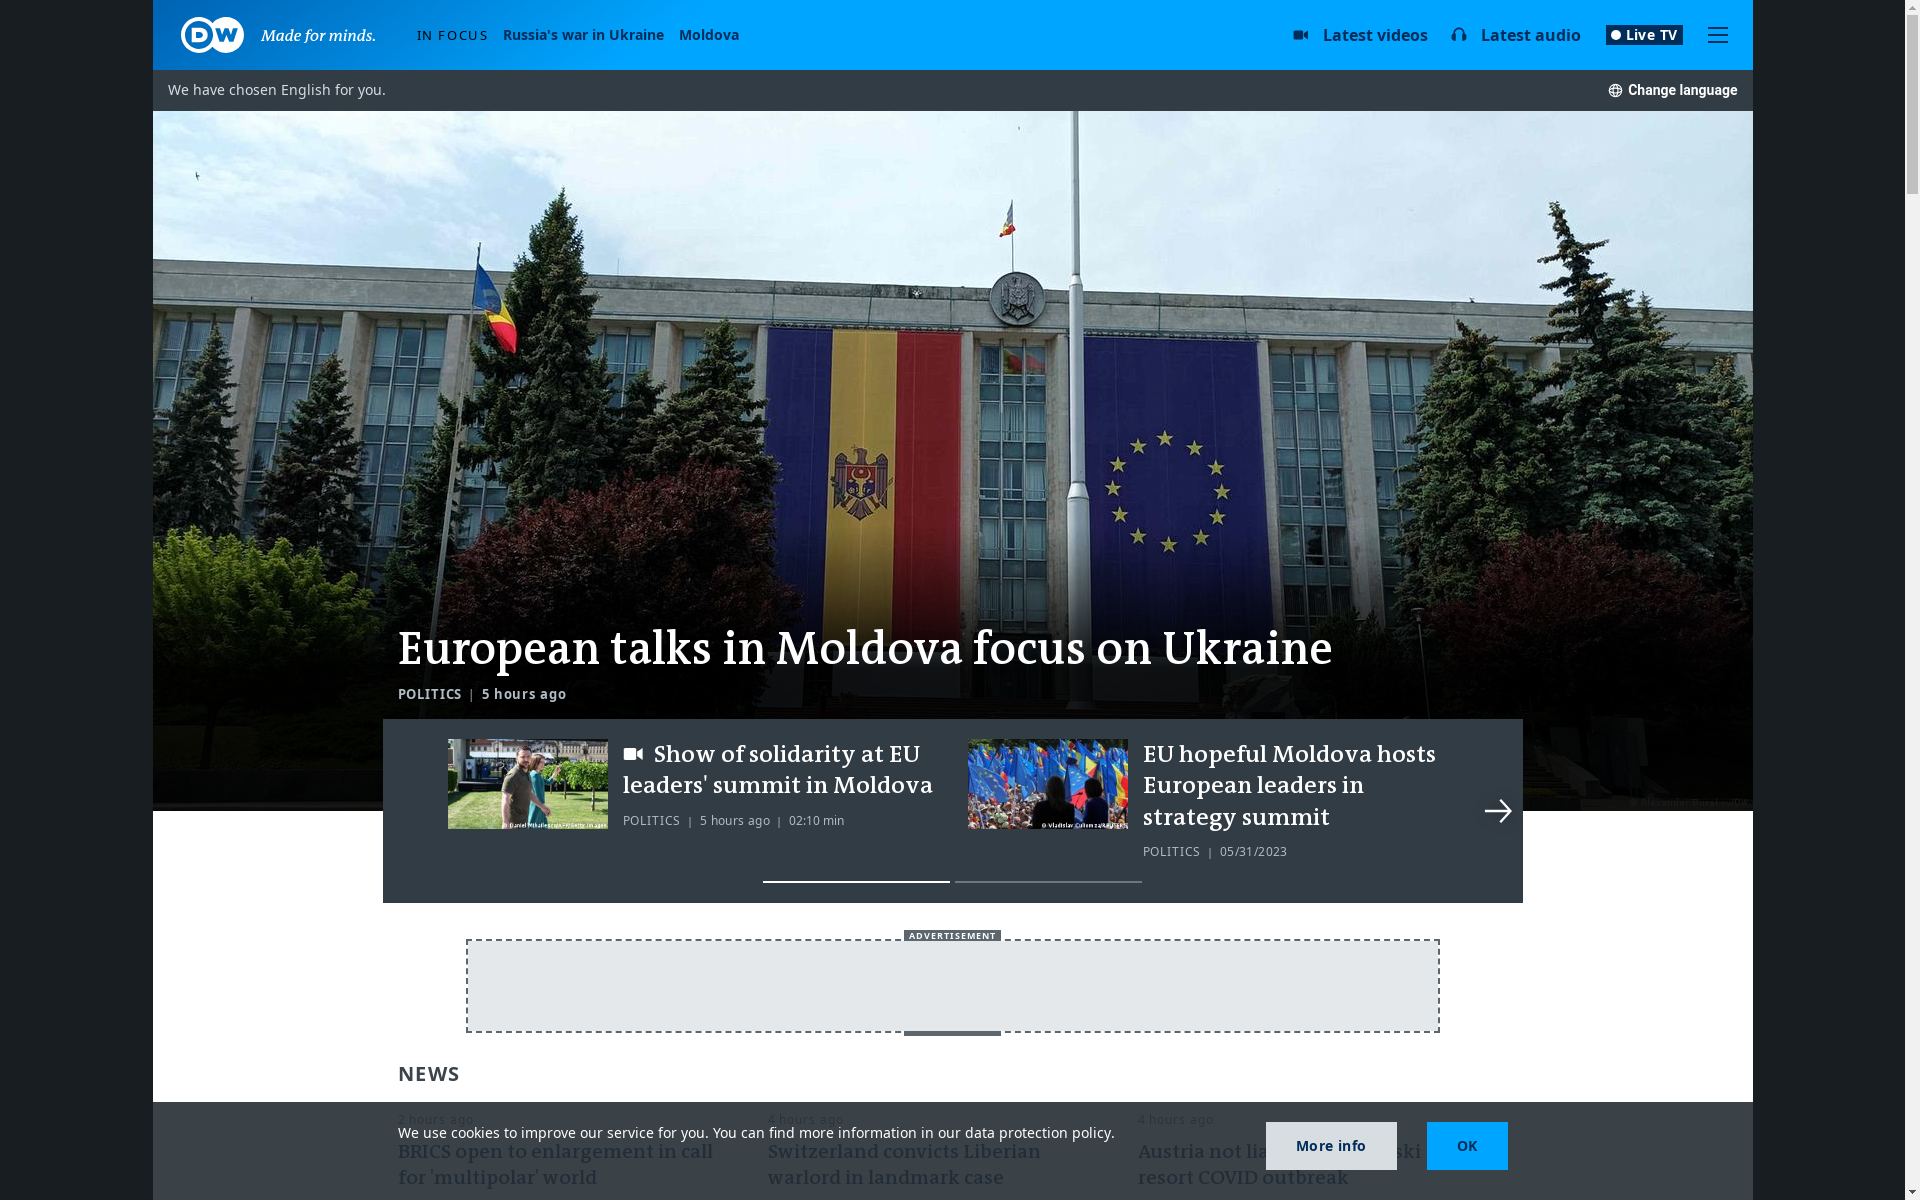 DW Made for minds. IN FOCUS Russia's war in Ukraine Moldova Latest videos Latest audio Live TV
We have chosen English for you. Change language
European talks in Moldova focus on Ukraine
POLITICS | 5 hours ago
Show of solidarity at EU
leaders' summit in Moldova
POLITICS | 5 hours ago | 02:10 min
EU hopeful Moldova hosts
European leaders in
strategy summit
POLITICS | 05/31/2023
ADVERTISEMENT
NEWS
2 hours ago
BRICS open to enlargement in call
for 'multipolar' world
4 hours ago
Switzerland convicts Liberian
warlord in landmark case
4 hours ago
Austria not
resort COVID outbreak
We use cookies to improve our service for you. You can find more information in our data protection policy.
More info
OK